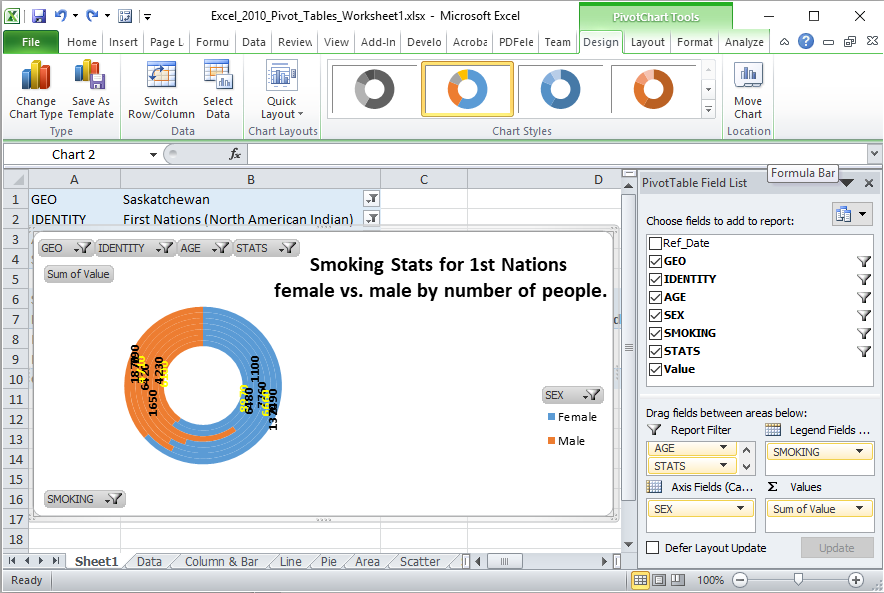 Excel_2010_Pivot_Tables_Worksheet1.xlsx - Microsoft Excel
PivotChart Tools
File Home Insert Page L Formu Data Review View Add-In Develo Acroba PDFele Team Design Layout Format Analyze
Change Chart Type
Save As Template
Switch Row/Column
Select Data
Quick Layout
Move Chart
Type Data Chart Layouts Chart Styles Location
Chart 2 fx
Formula Bar
A B C D
1 GEO Saskatchewan
2 IDENTITY First Nations (North American Indian)
3
4
5
6
7
8
9
10
11
12
13
14
15
16
17
18
GEO IDENTITY AGE STATS
Sum of Value
Smoking Stats for 1st Nations
female vs. male by number of people.
1650
4230
1100
6480
SEX
Female
Male
SMOKING
PivotTable Field List
Choose fields to add to report:
Ref_Date
GEO
IDENTITY
AGE
SEX
SMOKING
STATS
Value
Drag fields between areas below:
Report Filter Legend Fields ...
AGE SMOKING
STATS
Axis Fields (Ca... Σ Values
SEX Sum of Value
Defer Layout Update Update
Sheet1 Data Column & Bar Line Pie Area Scatter
Ready 100%